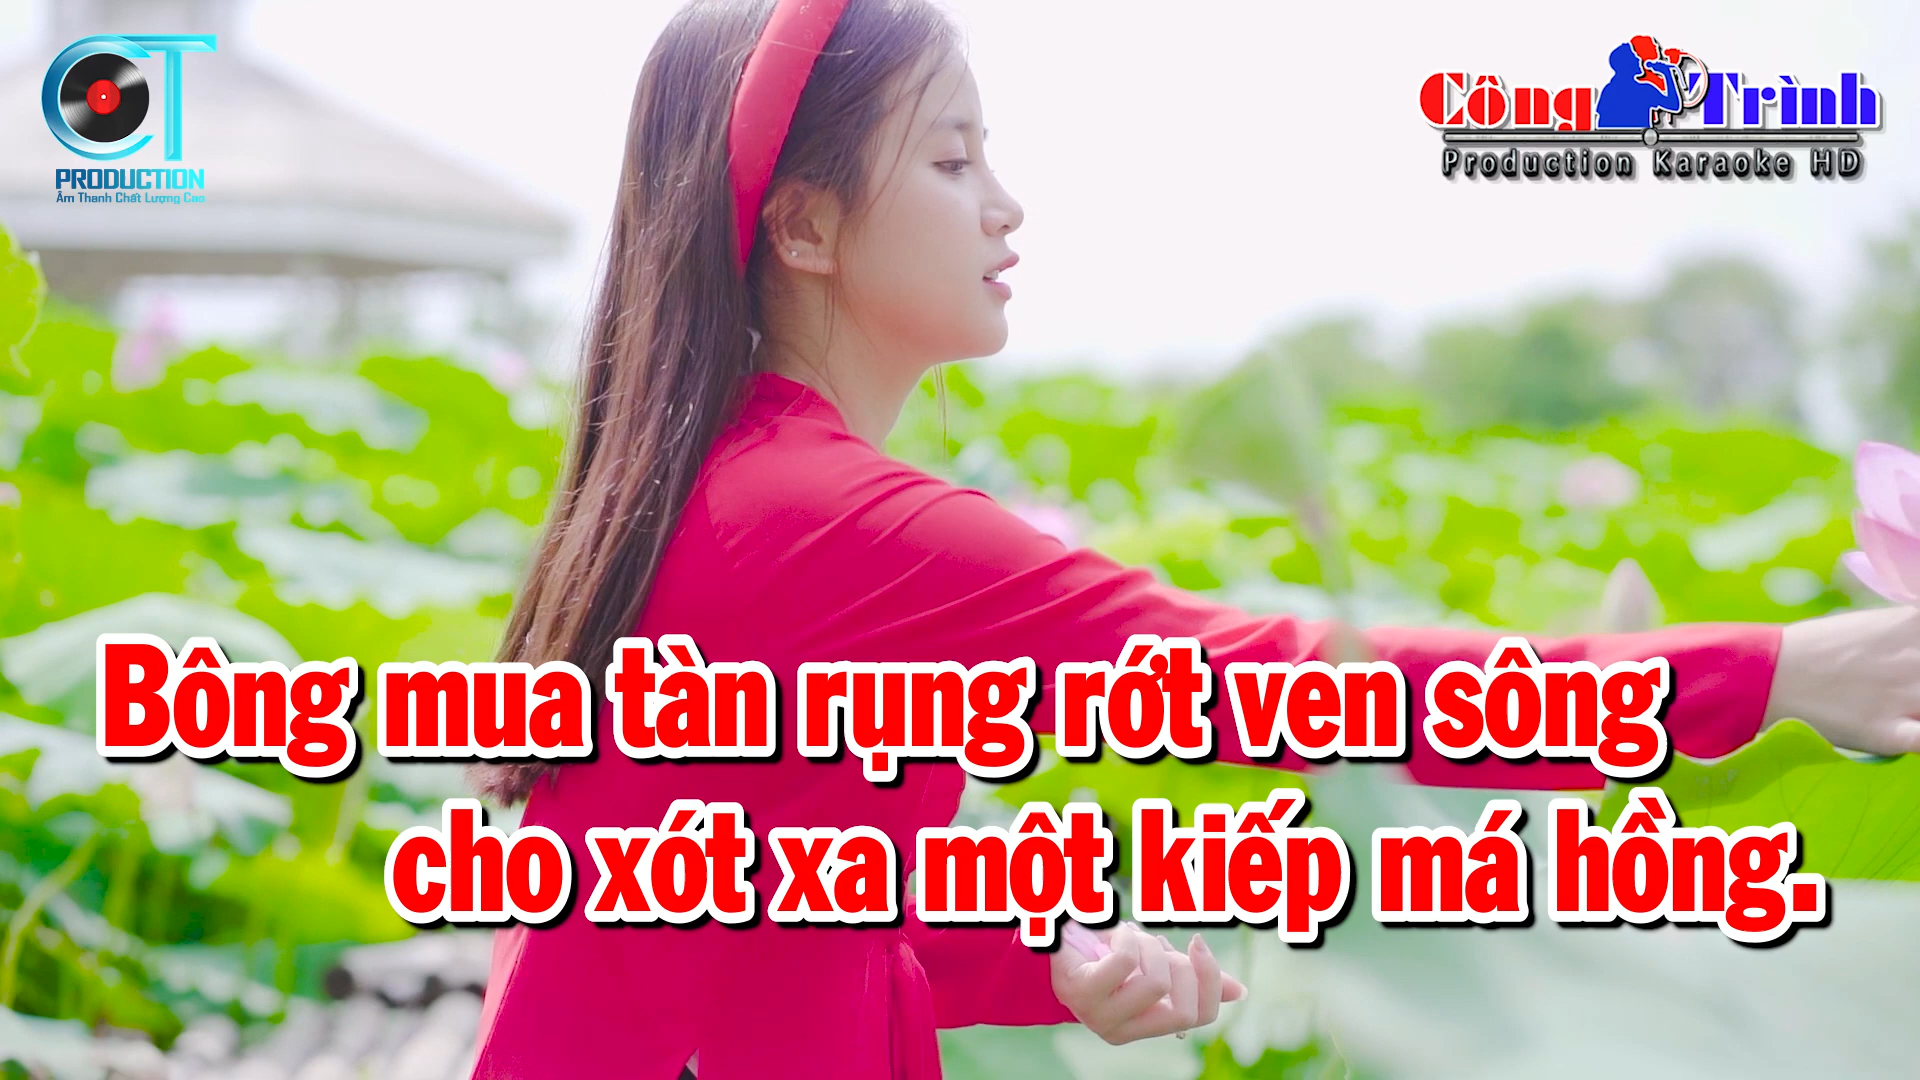 CT
PRODUCTION
Âm Thanh Chất Lượng Cao
Công Trình
Production Karaoke HD
Bông mua tàn rụng rớt ven sông
cho xót xa một kiếp má hồng.